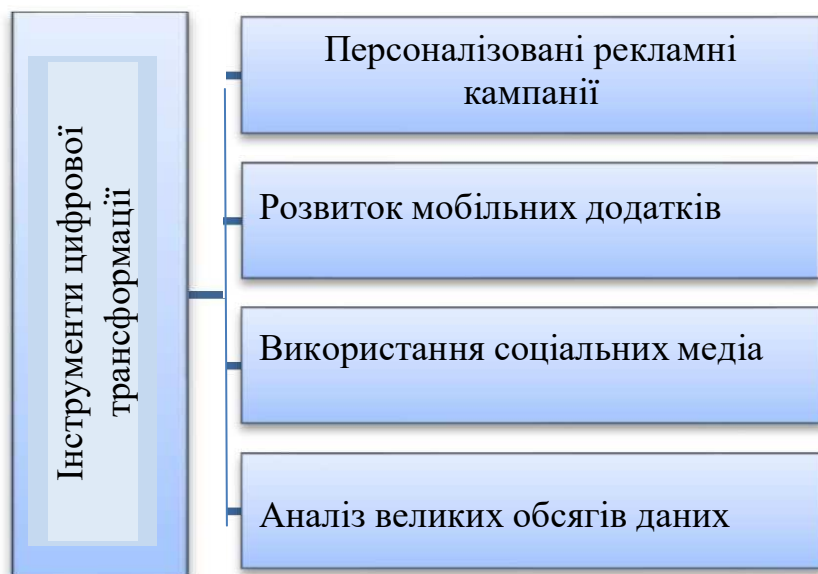 Інструменти цифрової
трансформації
Персоналізовані рекламні
кампанії
Розвиток мобільних додатків
Використання соціальних медіа
Аналіз великих обсягів даних